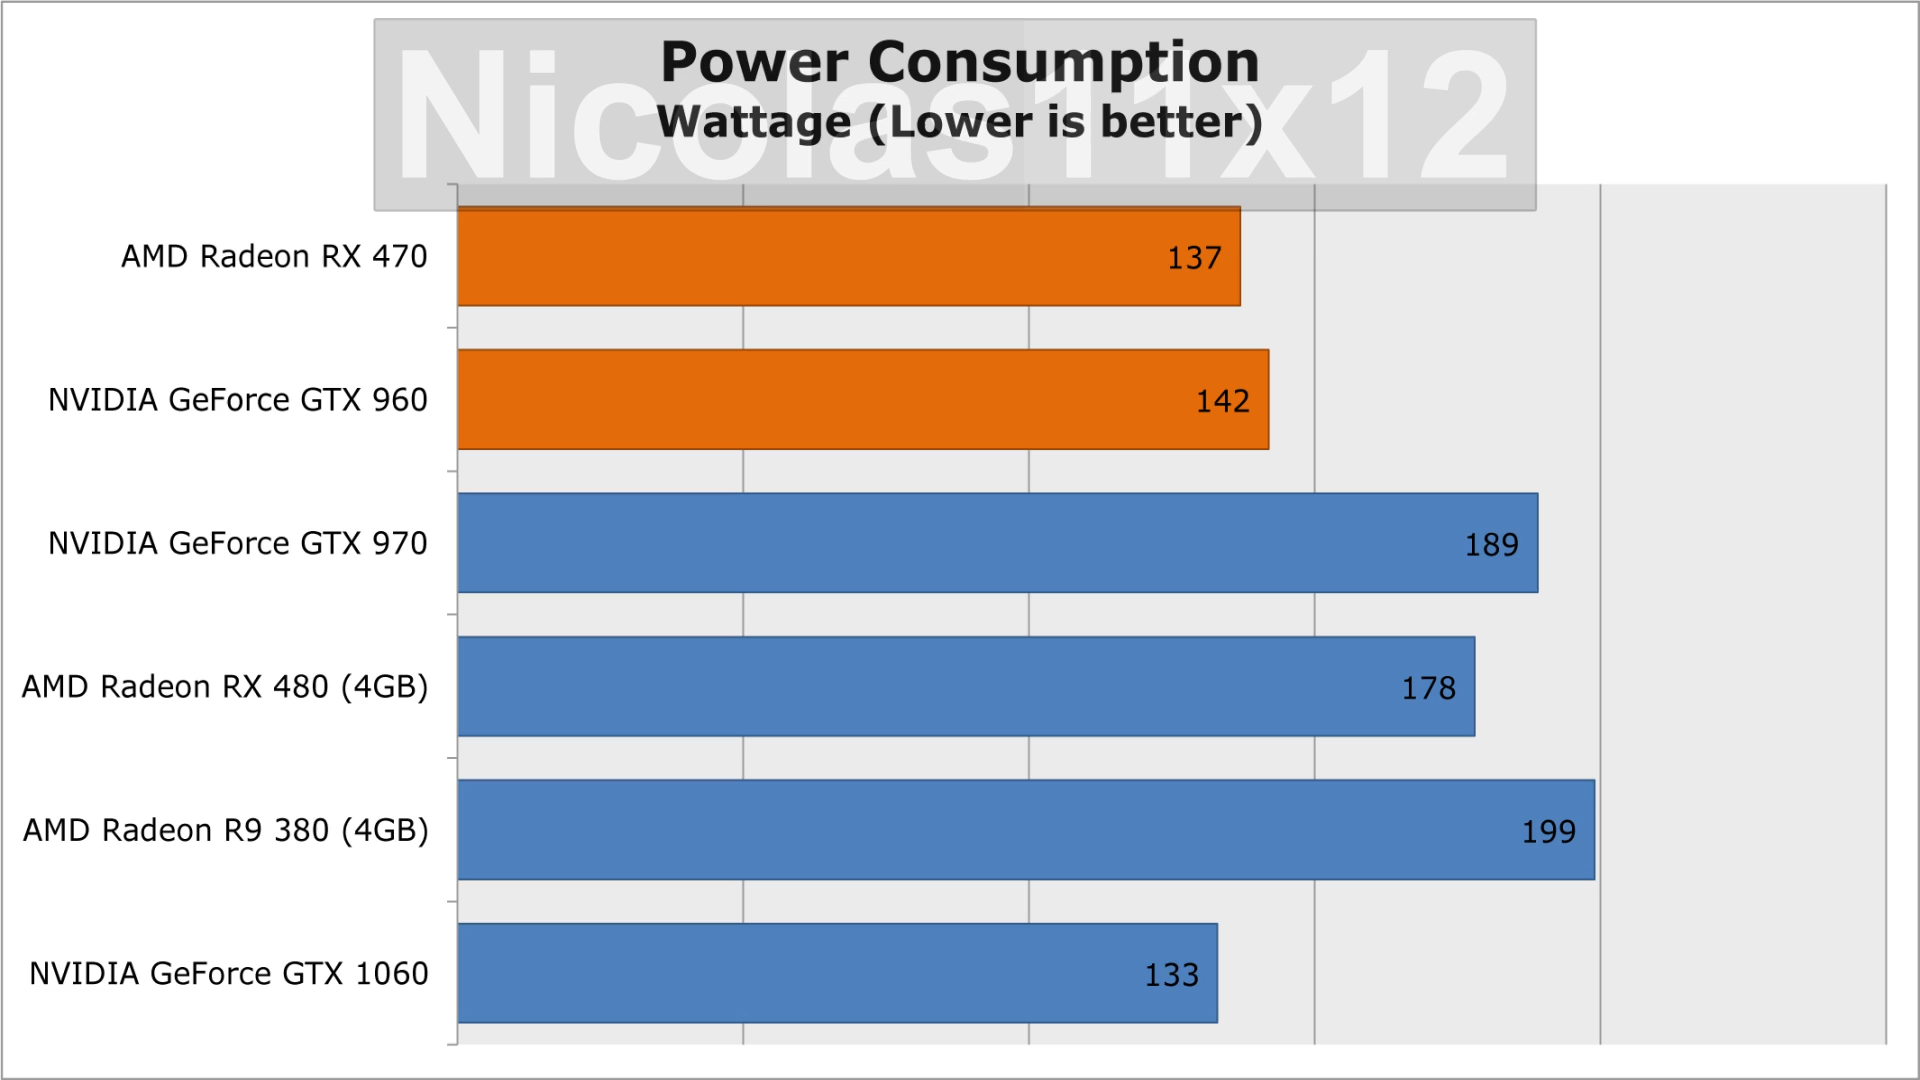 Nicolas11x12
Power Consumption
Wattage (Lower is better)
AMD Radeon RX 470
137
NVIDIA GeForce GTX 960
142
NVIDIA GeForce GTX 970
189
AMD Radeon RX 480 (4GB)
178
AMD Radeon R9 380 (4GB)
199
NVIDIA GeForce GTX 1060
133